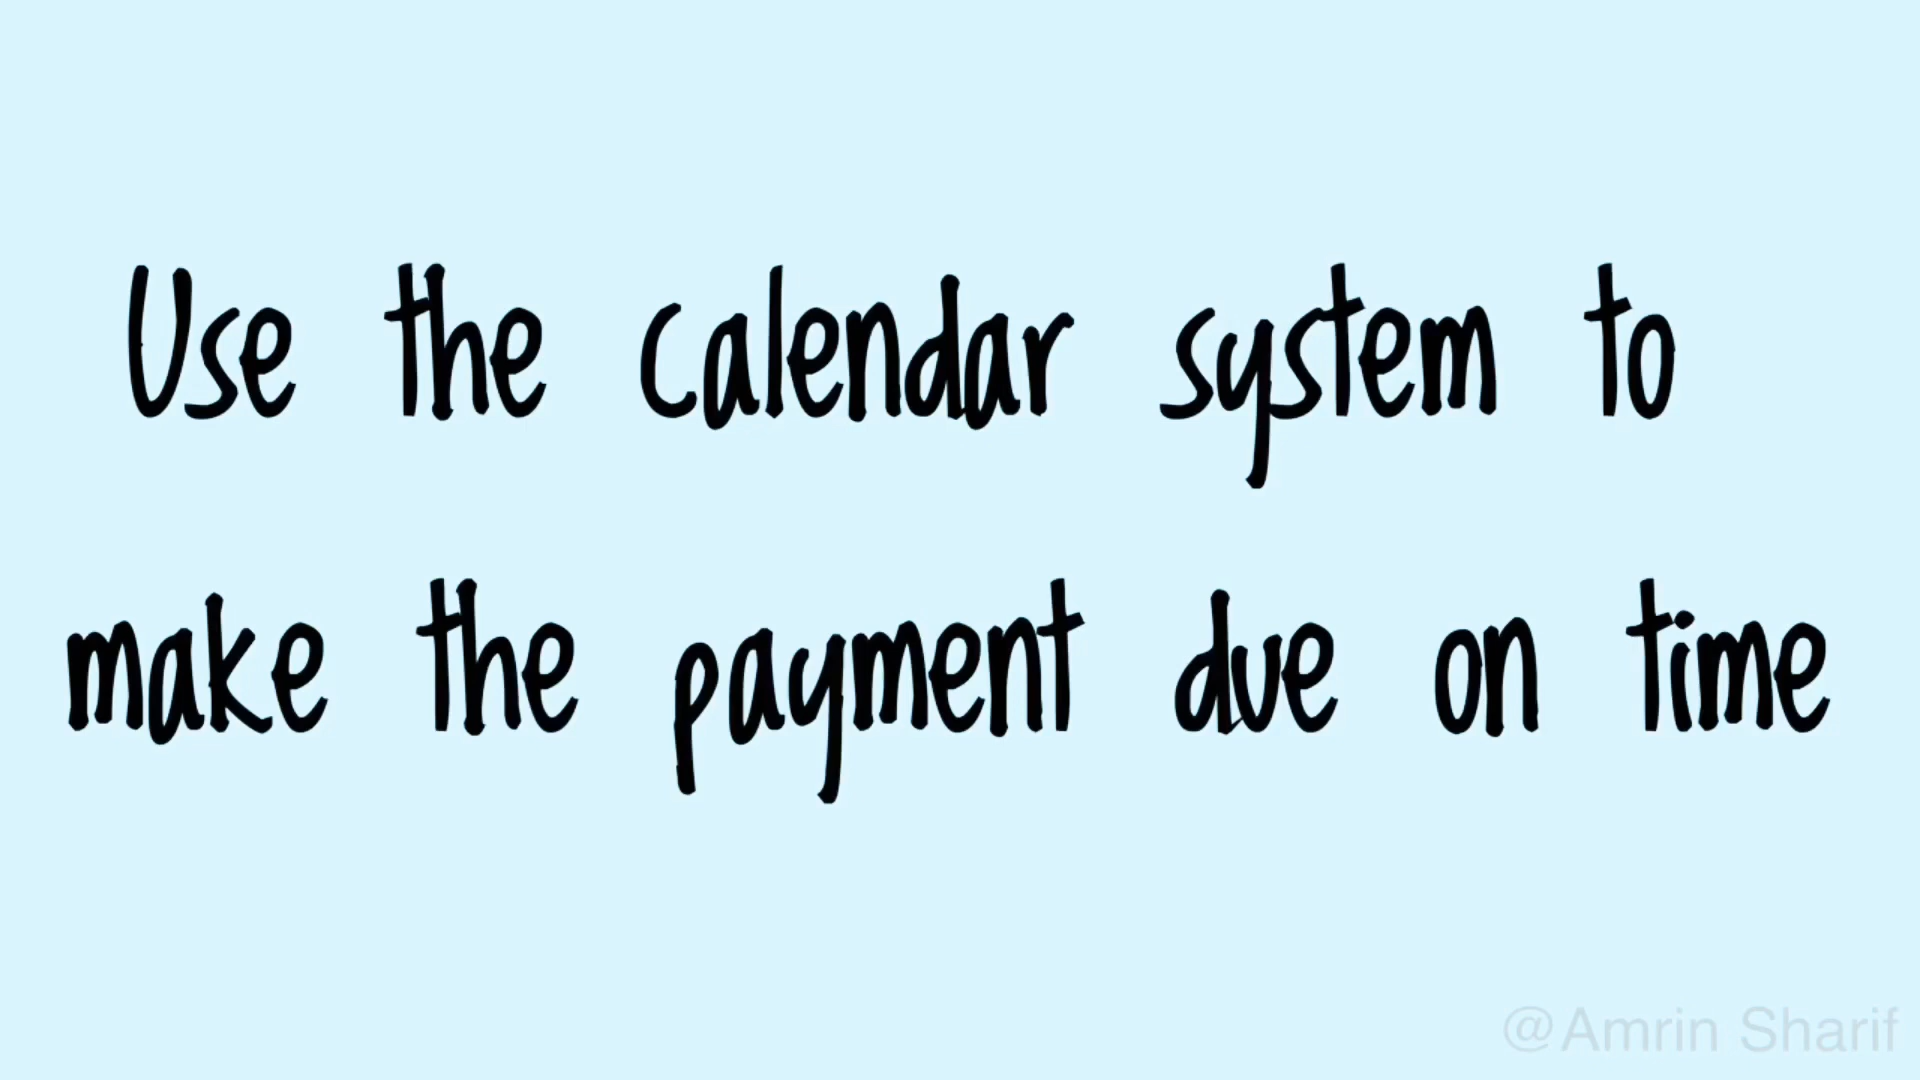 Use the calendar system to
make the payment due on time
@Amrin Sharif